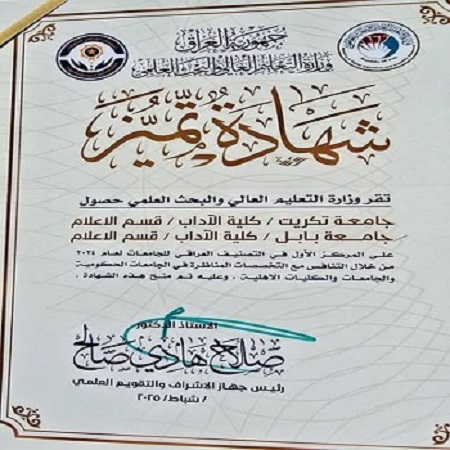 جمهورية العراق
وزارة التعليم العالي والبحث العلمي
شهادة تميّز
تقر وزارة التعليم العالي والبحث العلمي حصول
جامعة تكريت / كلية الآداب / قسم الاعلام
جامعة بابل / كلية الآداب / قسم الاعلام
على المركز الأول في التصنيف العراقي للجامعات لعام ٢٠٢٤
من خلال التنافس مع التخصصات المناظرة في الجامعات الحكومية
والجامعات والكليات الاهلية ، وعليه تم منح هذه الشهادة .
الاستاذ الدكتور
صلاح هادي صالح
رئيس جهاز الاشراف والتقويم العلمي
/ شباط / ٢٠٢٥